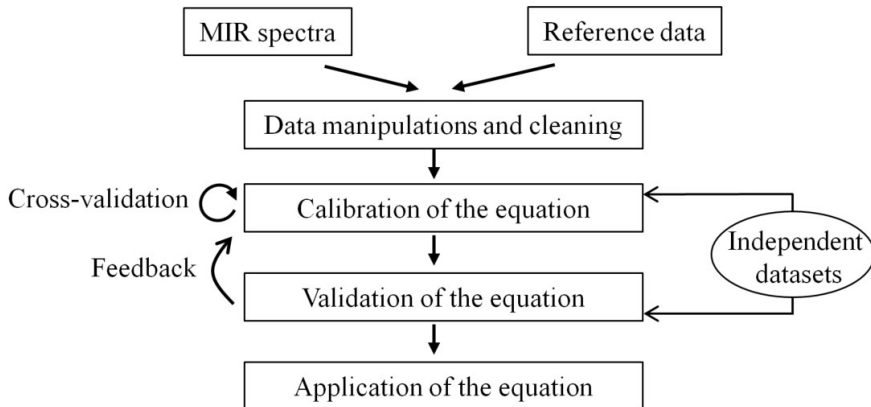 MIR spectra
Reference data
Data manipulations and cleaning
Cross-validation
Calibration of the equation
Independent
datasets
Feedback
Validation of the equation
Application of the equation